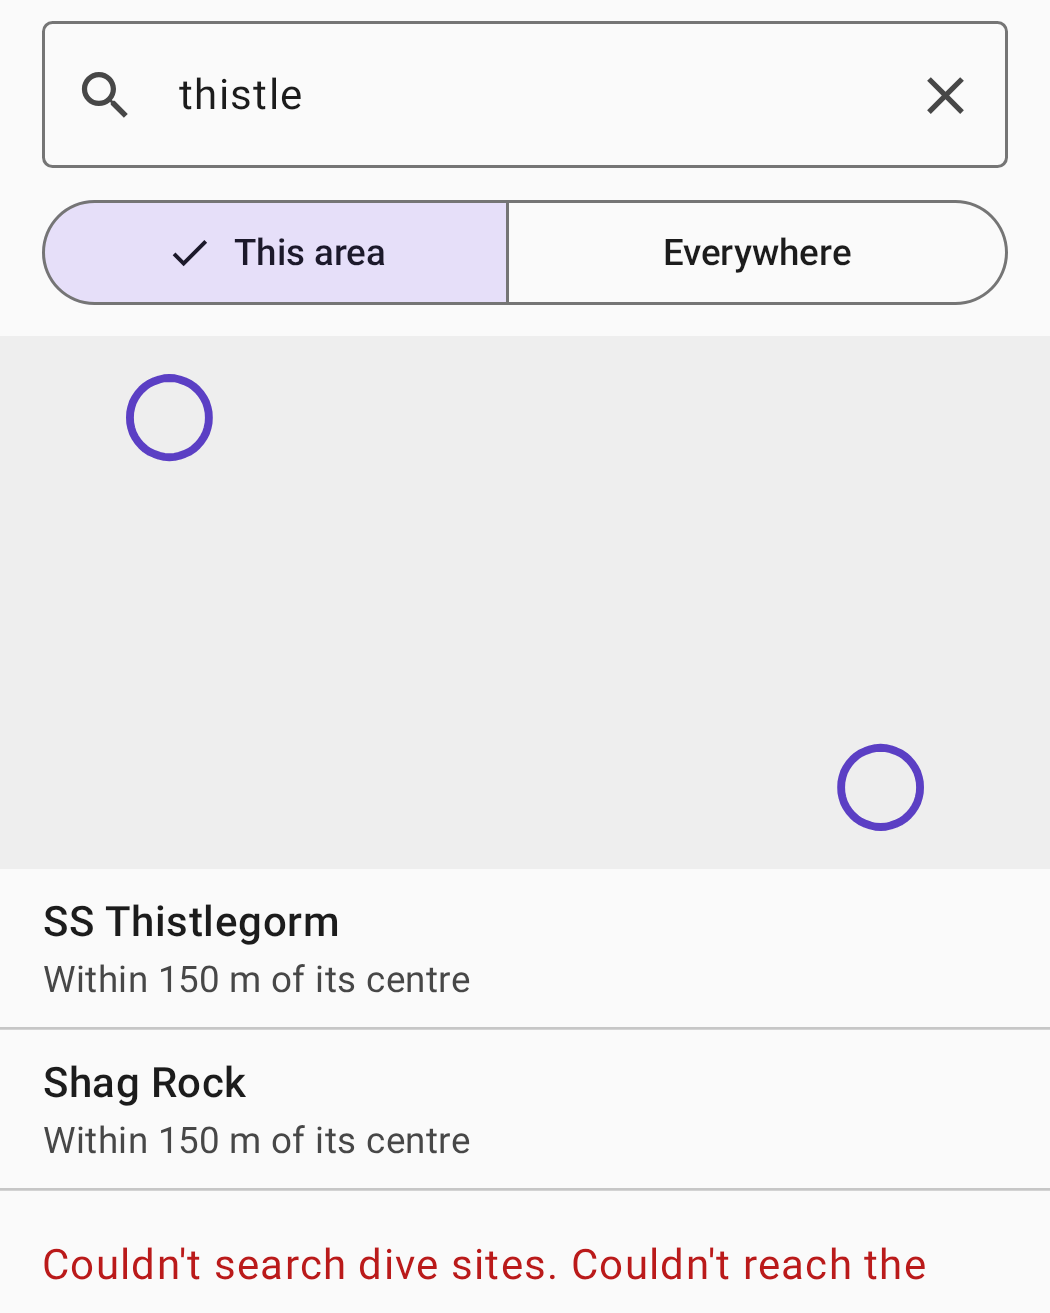 thistle
This area
Everywhere
SS Thistlegorm
Within 150 m of its centre
Shag Rock
Within 150 m of its centre
Couldn't search dive sites. Couldn't reach the